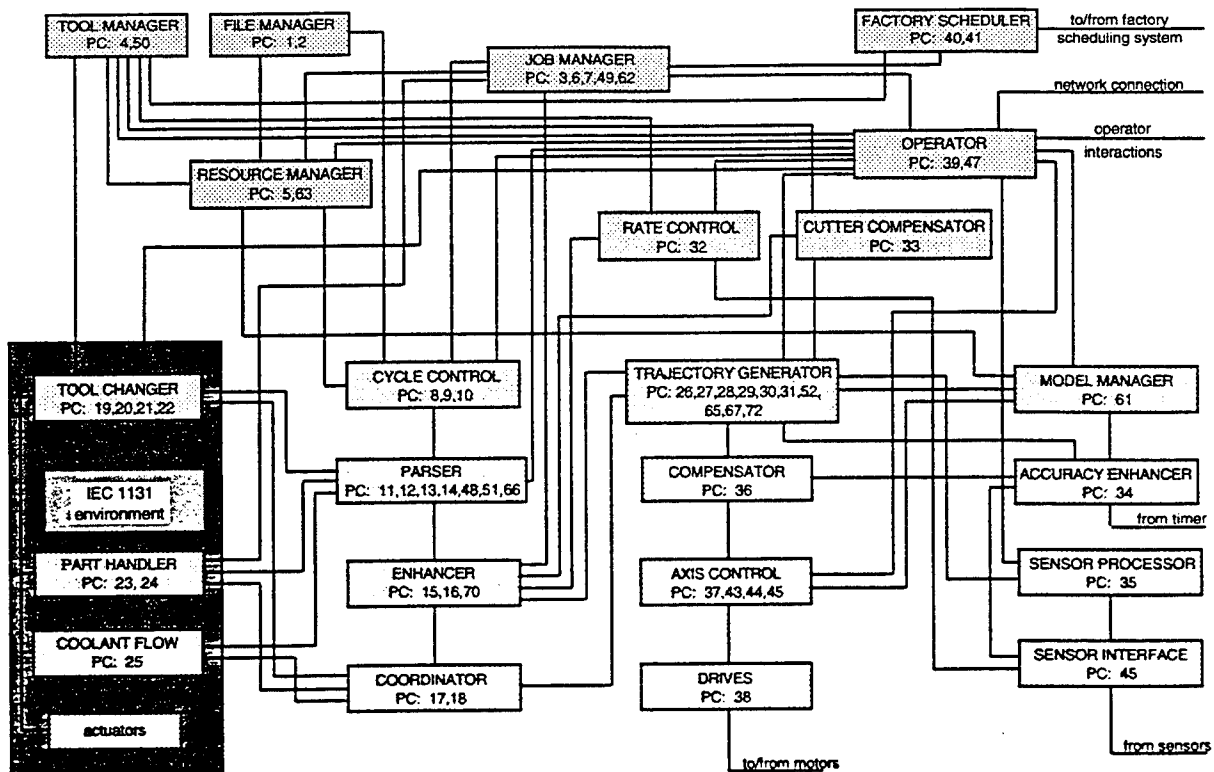 TOOL MANAGER
PC: 4,50
FILE MANAGER
PC: 1,2
FACTORY SCHEDULER
PC: 40,41
to/from factory
scheduling system
JOB MANAGER
PC: 3,6,7,49,62
network connection
OPERATOR
PC: 39,47
operator
interactions
RESOURCE MANAGER
PC: 5,63
RATE CONTROL
PC: 32
CUTTER COMPENSATOR
PC: 33
TOOL CHANGER
PC: 19,20,21,22
CYCLE CONTROL
PC: 8,9,10
TRAJECTORY GENERATOR
PC: 26,27,28,29,30,31,52,
65,67,72
MODEL MANAGER
PC: 61
PARSER
PC: 11,12,13,14,48,51,66
COMPENSATOR
PC: 36
ACCURACY ENHANCER
PC: 34
from timer
IEC 1131
environment
PART HANDLER
PC: 23, 24
ENHANCER
PC: 15,16,70
AXIS CONTROL
PC: 37,43,44,45
SENSOR PROCESSOR
PC: 35
COOLANT FLOW
PC: 25
COORDINATOR
PC: 17,18
DRIVES
PC: 38
SENSOR INTERFACE
PC: 45
actuators
to/from motors
from sensors